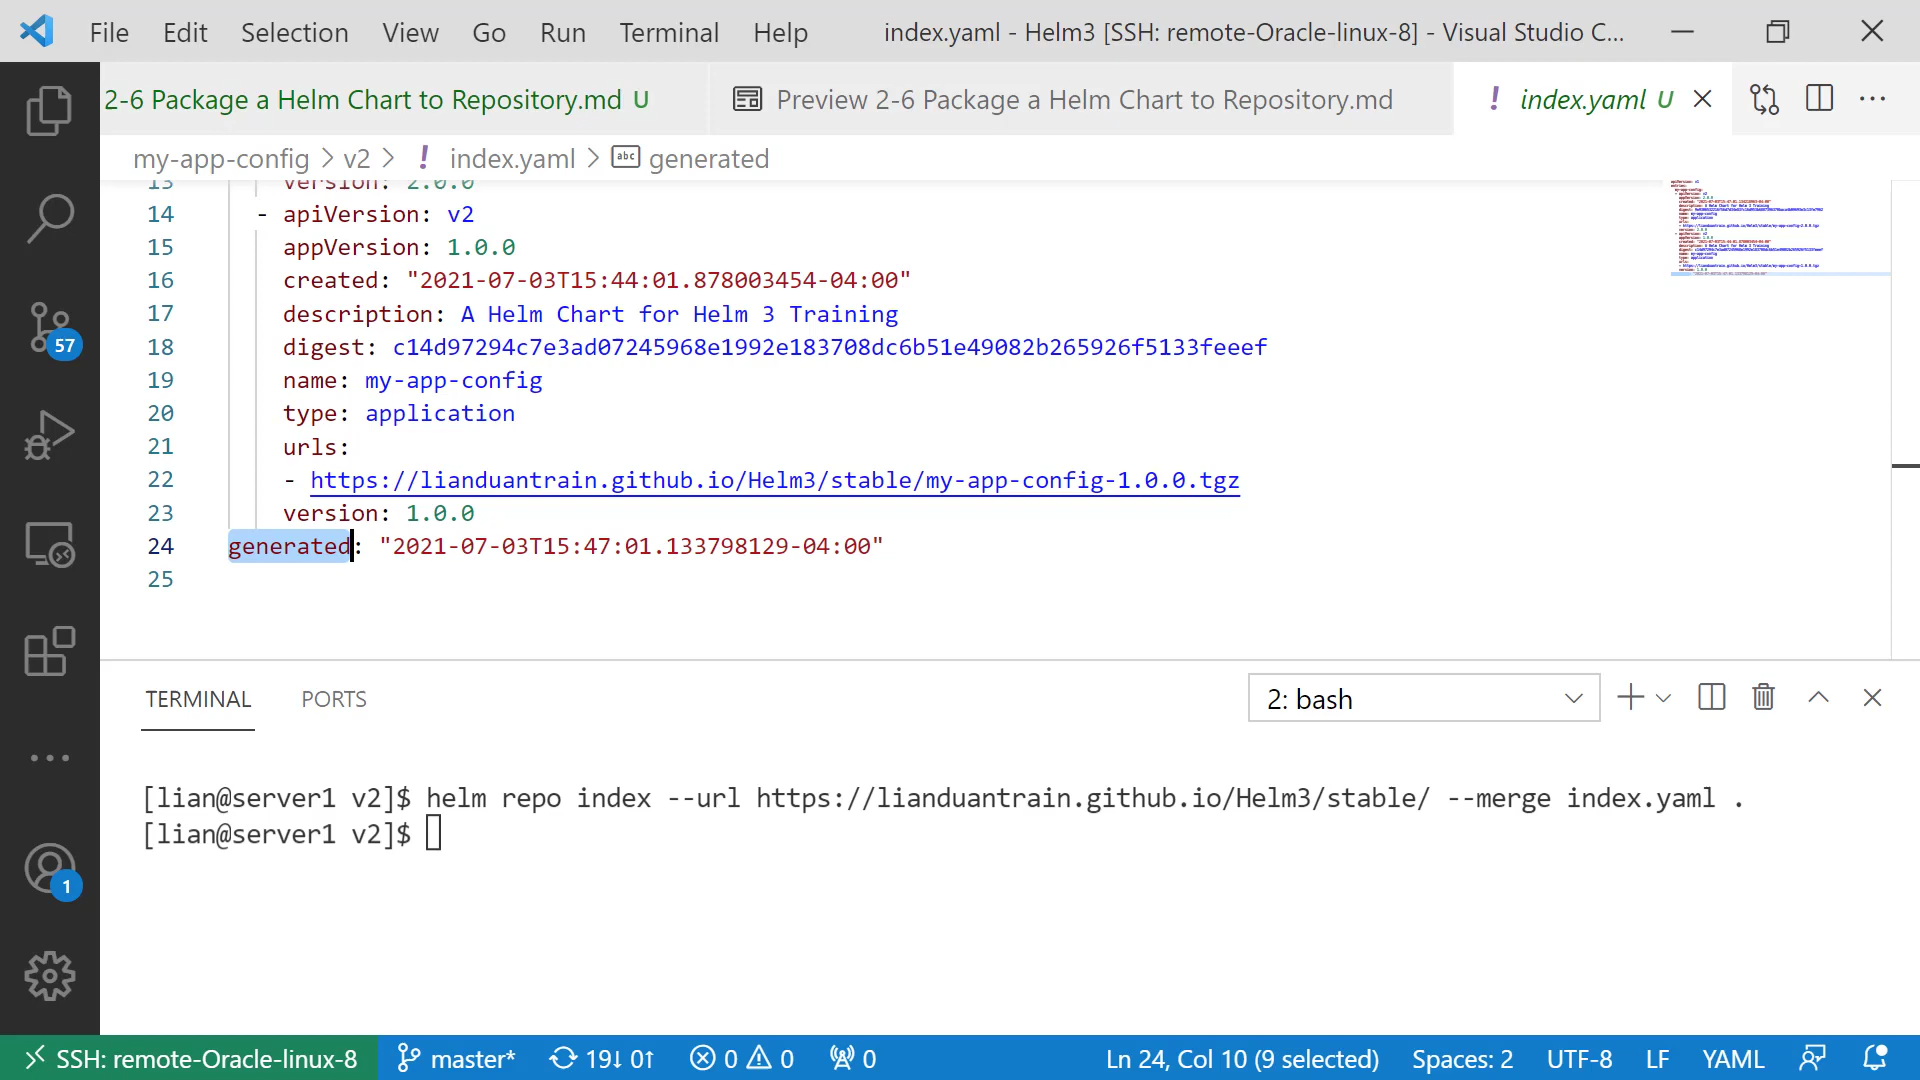 File Edit Selection View Go Run Terminal Help index.yaml - Helm3 [SSH: remote-Oracle-linux-8] - Visual Studio C...
2-6 Package a Helm Chart to Repository.md U Preview 2-6 Package a Helm Chart to Repository.md ! index.yaml U
my-app-config > v2 > ! index.yaml > abc generated
13 version: 2.0.0
14 - apiVersion: v2
15 appVersion: 1.0.0
16 created: "2021-07-03T15:44:01.878003454-04:00"
17 description: A Helm Chart for Helm 3 Training
18 digest: c14d97294c7e3ad07245968e1992e183708dc6b51e49082b265926f5133feeef
19 name: my-app-config
20 type: application
21 urls:
22 - https://lianduantrain.github.io/Helm3/stable/my-app-config-1.0.0.tgz
23 version: 1.0.0
24 generated: "2021-07-03T15:47:01.133798129-04:00"
25
57
1
TERMINAL PORTS 2: bash
[lian@server1 v2]$ helm repo index --url https://lianduantrain.github.io/Helm3/stable/ --merge index.yaml .
[lian@server1 v2]$
SSH: remote-Oracle-linux-8 master* 19↓ 0↑ 0 0 0 Ln 24, Col 10 (9 selected) Spaces: 2 UTF-8 LF YAML